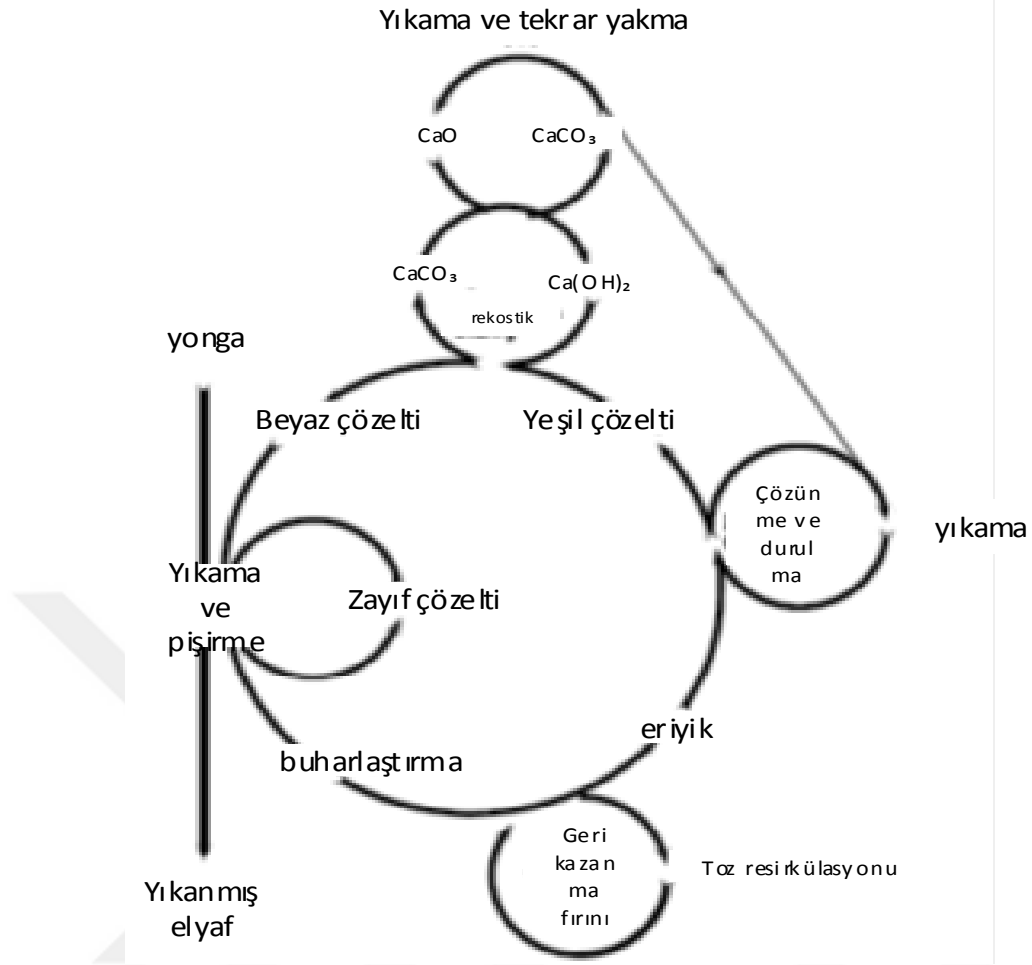 Yıkama ve tekrar yakma
CaO
CaCO₃
CaCO₃
Ca(OH)₂
rekostik
yonga
Beyaz çözelti
Yeşil çözelti
Çözün
me ve
durul
ma
yıkama
Yıkama
ve
pişirme
Zayıf çözelti
eriyik
buharlaştırma
Geri
kazan
ma
fırını
Toz resirkülasyonu
Yıkanmış
elyaf